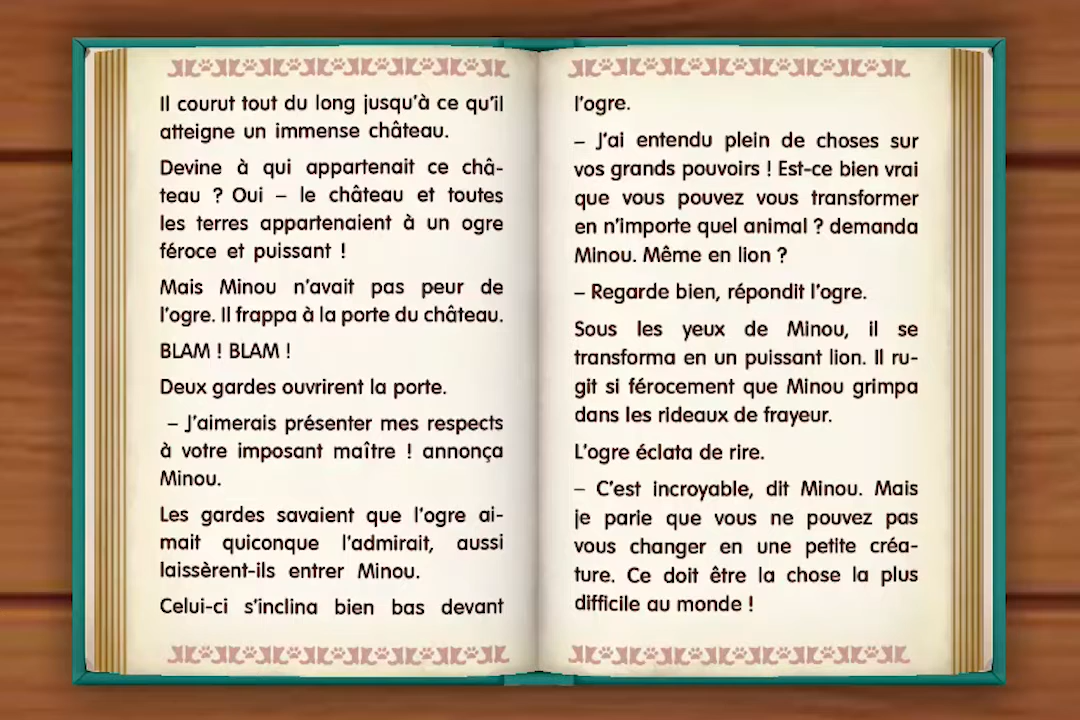 Il courut tout du long jusqu'à ce qu'il
atteigne un immense château.
Devine à qui appartenait ce châ-
teau ? Oui – le château et toutes
les terres appartenaient à un ogre
féroce et puissant !
Mais Minou n'avait pas peur de
l'ogre. Il frappa à la porte du château.
BLAM ! BLAM !
Deux gardes ouvrirent la porte.
– J'aimerais présenter mes respects
à votre imposant maître ! annonça
Minou.
Les gardes savaient que l'ogre ai-
mait quiconque l'admirait, aussi
laissèrent-ils entrer Minou.
Celui-ci s'inclina bien bas devant
l'ogre.
– J'ai entendu plein de choses sur
vos grands pouvoirs ! Est-ce bien vrai
que vous pouvez vous transformer
en n'importe quel animal ? demanda
Minou. Même en lion ?
– Regarde bien, répondit l'ogre.
Sous les yeux de Minou, il se
transforma en un puissant lion. Il ru-
git si férocement que Minou grimpa
dans les rideaux de frayeur.
L'ogre éclata de rire.
– C'est incroyable, dit Minou. Mais
je parie que vous ne pouvez pas
vous changer en une petite créa-
ture. Ce doit être la chose la plus
difficile au monde !